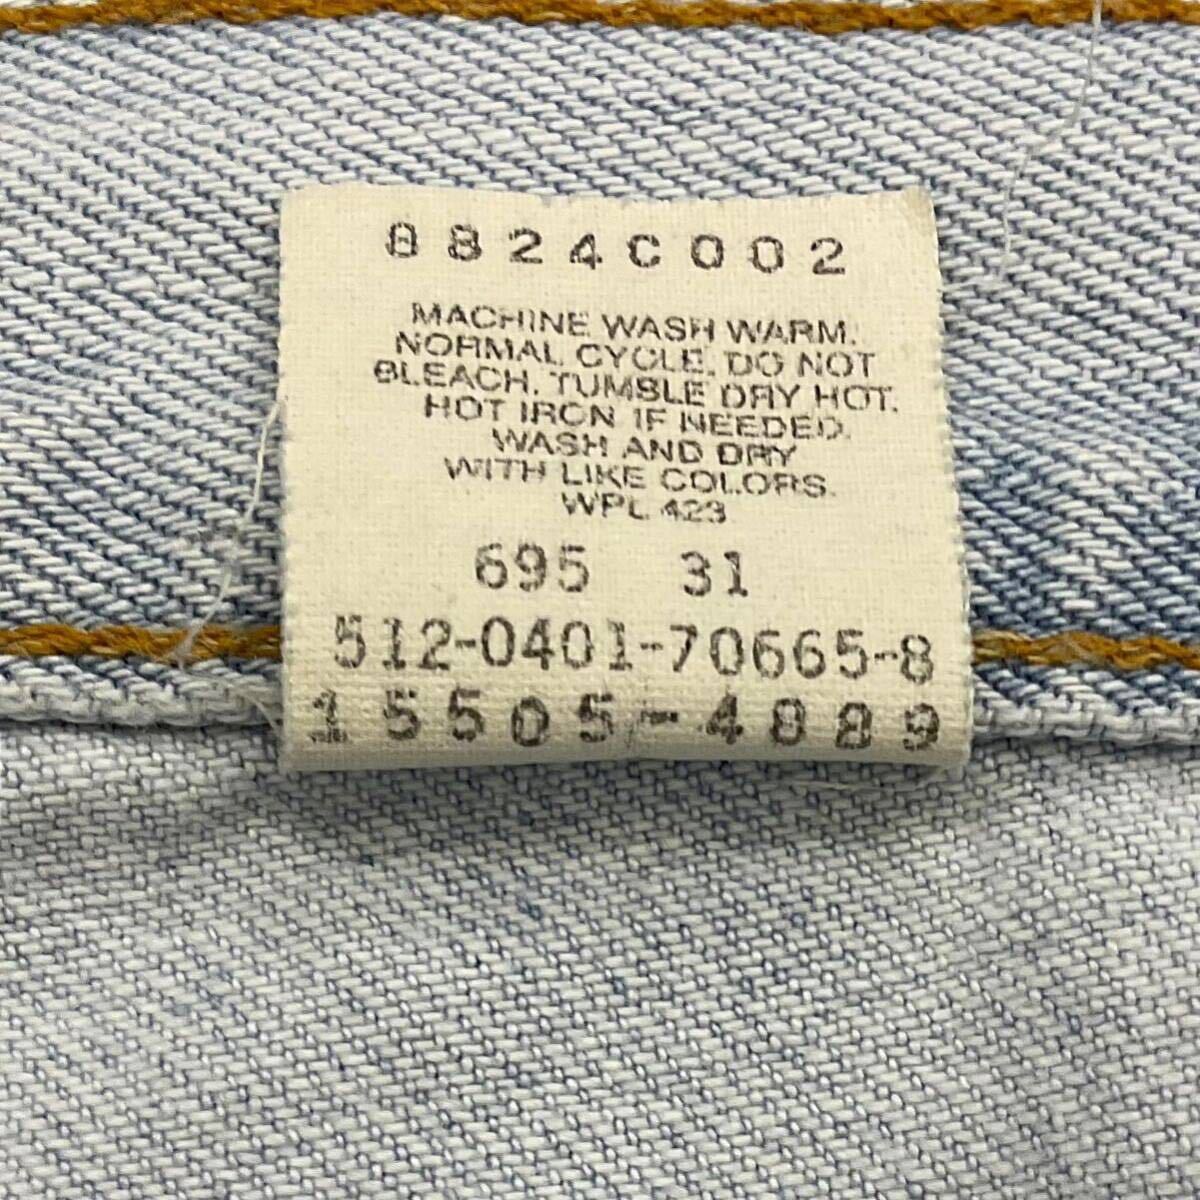 8824C002
MACHINE WASH WARM.
NORMAL CYCLE. DO NOT
BLEACH. TUMBLE DRY HOT.
HOT IRON IF NEEDED.
WASH AND DRY
WITH LIKE COLORS.
WPL 423
695 31
512-0401-70665-8
15505-4889